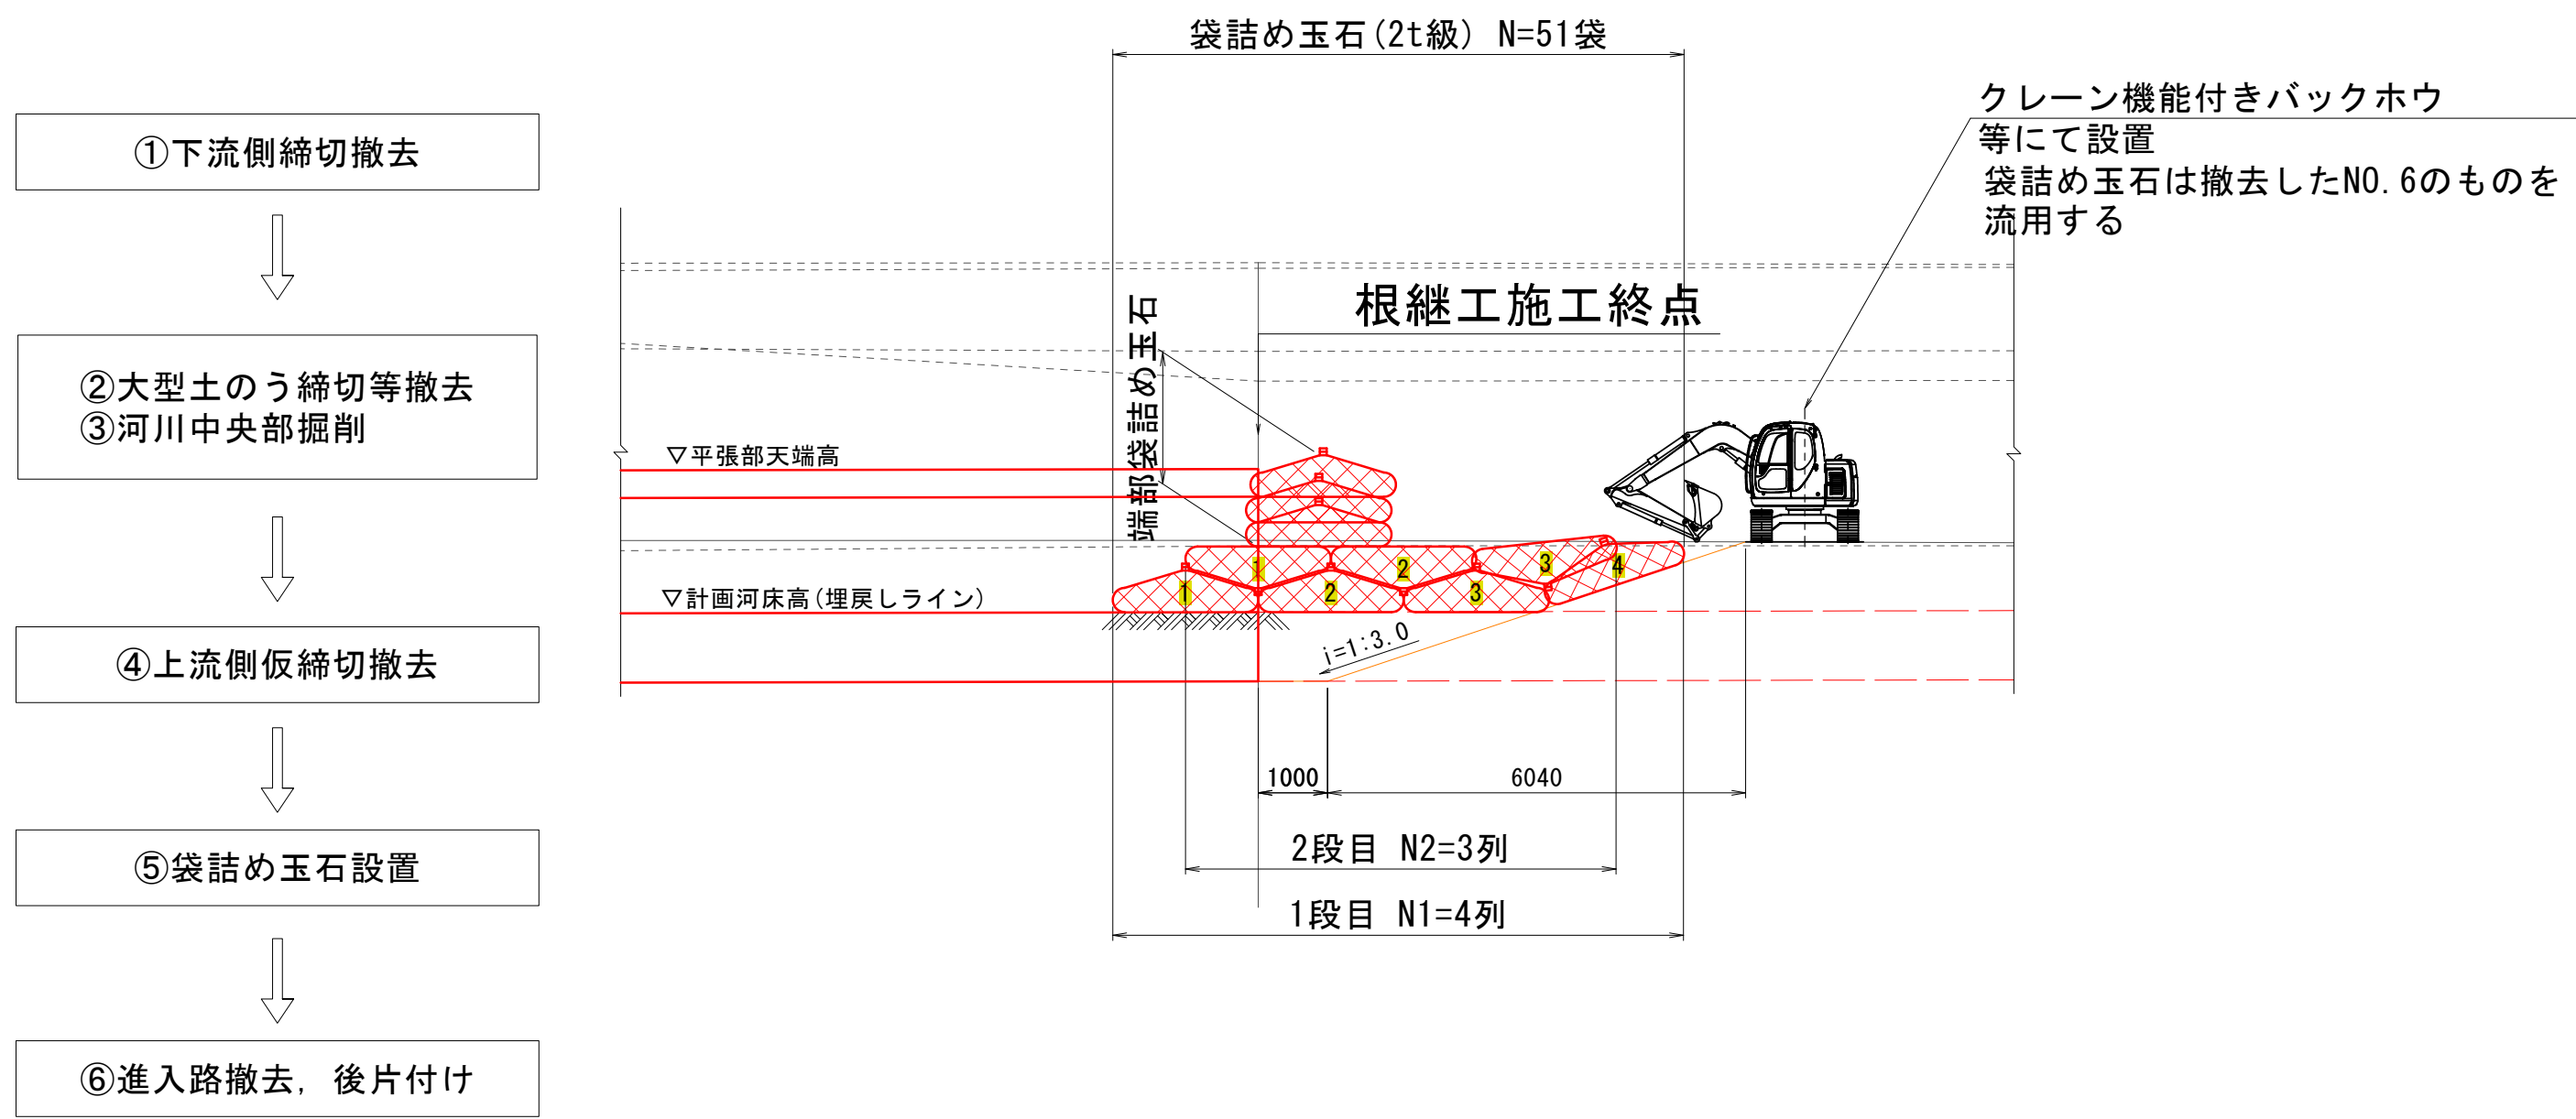 ①下流側締切撤去
②大型土のう締切等撤去
③河川中央部掘削
④上流側仮締切撤去
⑤袋詰め玉石設置
⑥進入路撤去, 後片付け
袋詰め玉石(2t級) N=51袋
クレーン機能付きバックホウ
等にて設置
袋詰め玉石は撤去したNO.6のものを
流用する
根継工施工終点
端部袋詰め玉石
▽平張部天端高
▽計画河床高(埋戻しライン)
1
2
3
1
2
3
4
i=1:3.0
1000
6040
2段目 N2=3列
1段目 N1=4列